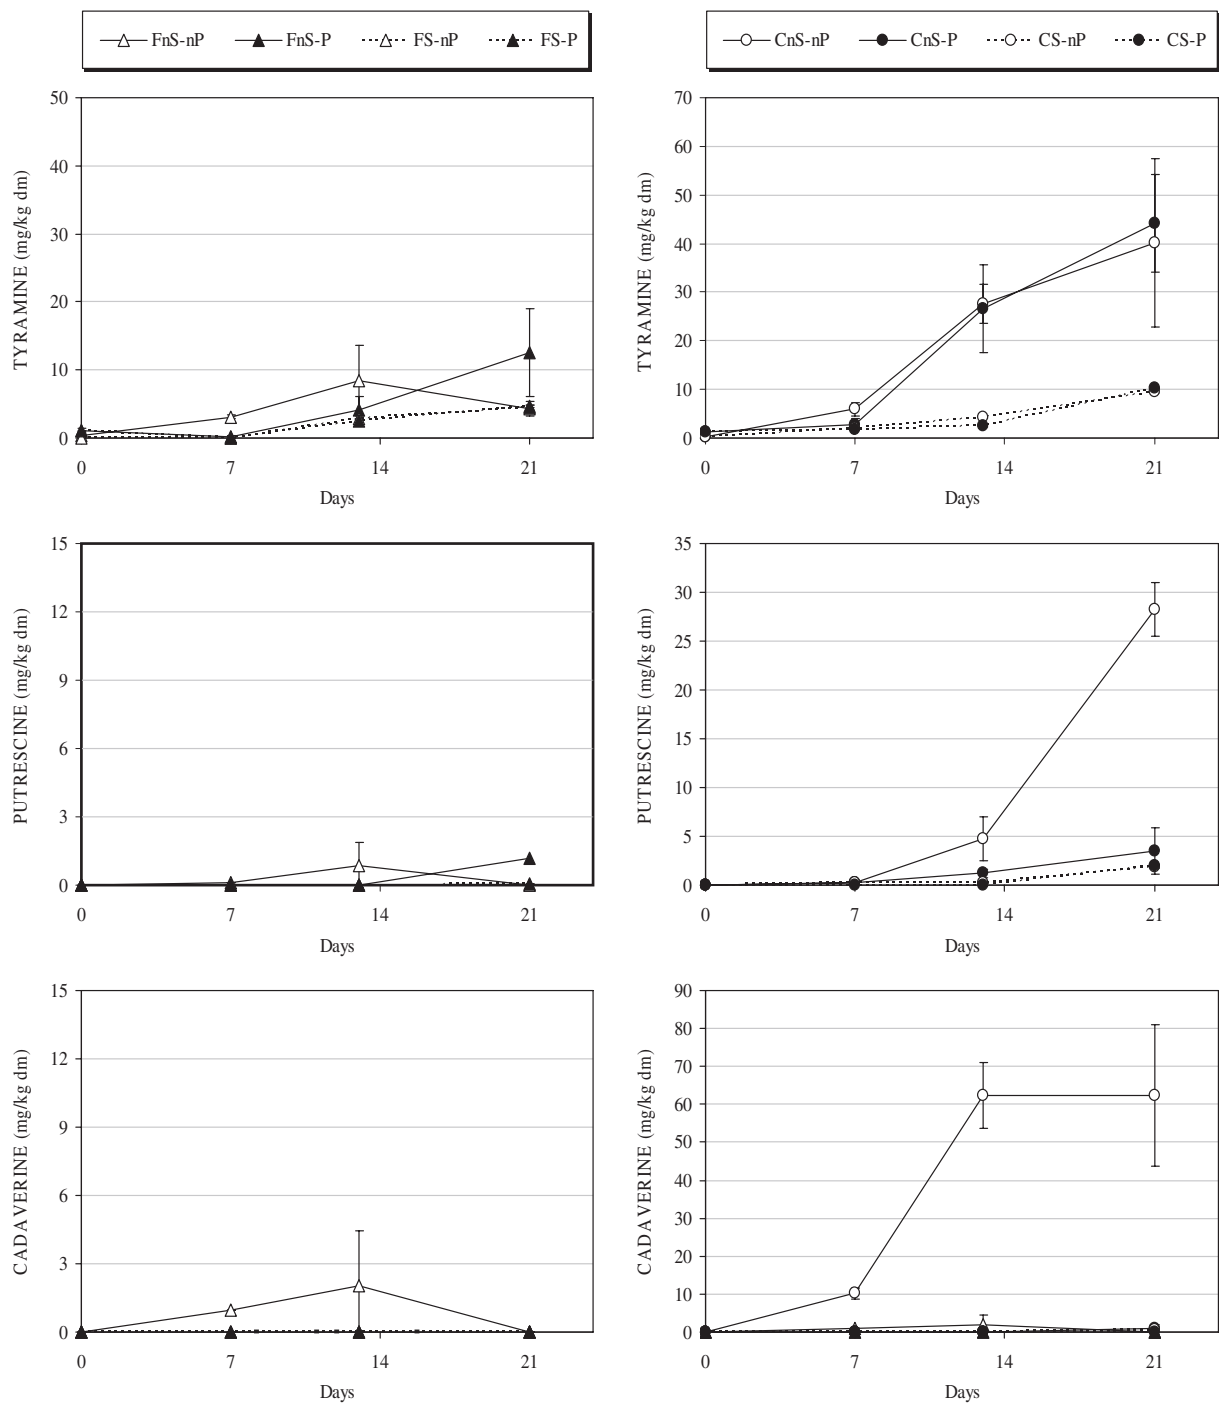 FnS-nP FnS-P FS-nP FS-P
CnS-nP CnS-P CS-nP CS-P
TYRAMINE (mg/kg dm)
50
40
30
20
10
0
0 7 14 21
Days
TYRAMINE (mg/kg dm)
70
60
50
40
30
20
10
0
0 7 14 21
Days
PUTRESCINE (mg/kg dm)
15
12
9
6
3
0
0 7 14 21
Days
PUTRESCINE (mg/kg dm)
35
30
25
20
15
10
5
0
0 7 14 21
Days
CADAVERINE (mg/kg dm)
15
12
9
6
3
0
0 7 14 21
Days
CADAVERINE (mg/kg dm)
90
80
70
60
50
40
30
20
10
0
0 7 14 21
Days